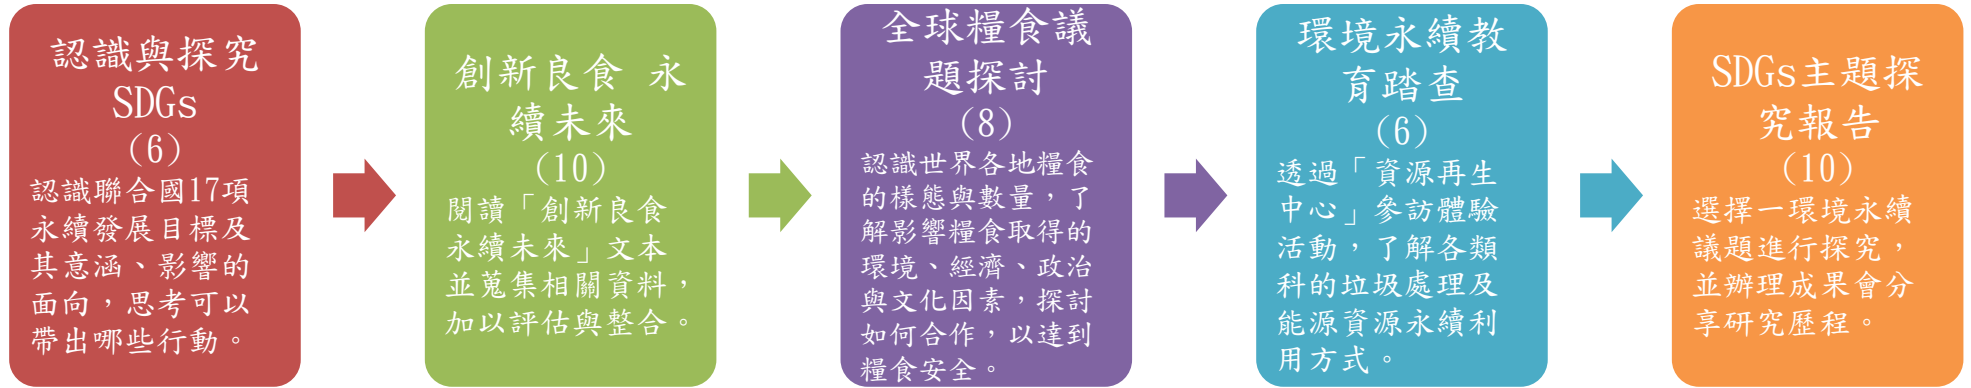 認識與探究
SDGs
(6)
認識聯合國17項
永續發展目標及
其意涵、影響的
面向，思考可以
帶出哪些行動。
創新良食 永
續未來
(10)
閱讀「創新良食
永續未來」文本
並蒐集相關資料，
加以評估與整合。
全球糧食議
題探討
(8)
認識世界各地糧食
的樣態與數量，了
解影響糧食取得的
環境、經濟、政治
與文化因素，探討
如何合作，以達到
糧食安全。
環境永續教
育踏查
(6)
透過「資源再生
中心」參訪體驗
活動，了解各類
科的垃圾處理及
能源資源永續利
用方式。
SDGs主題探
究報告
(10)
選擇一環境永續
議題進行探究，
並辦理成果會分
享研究歷程。